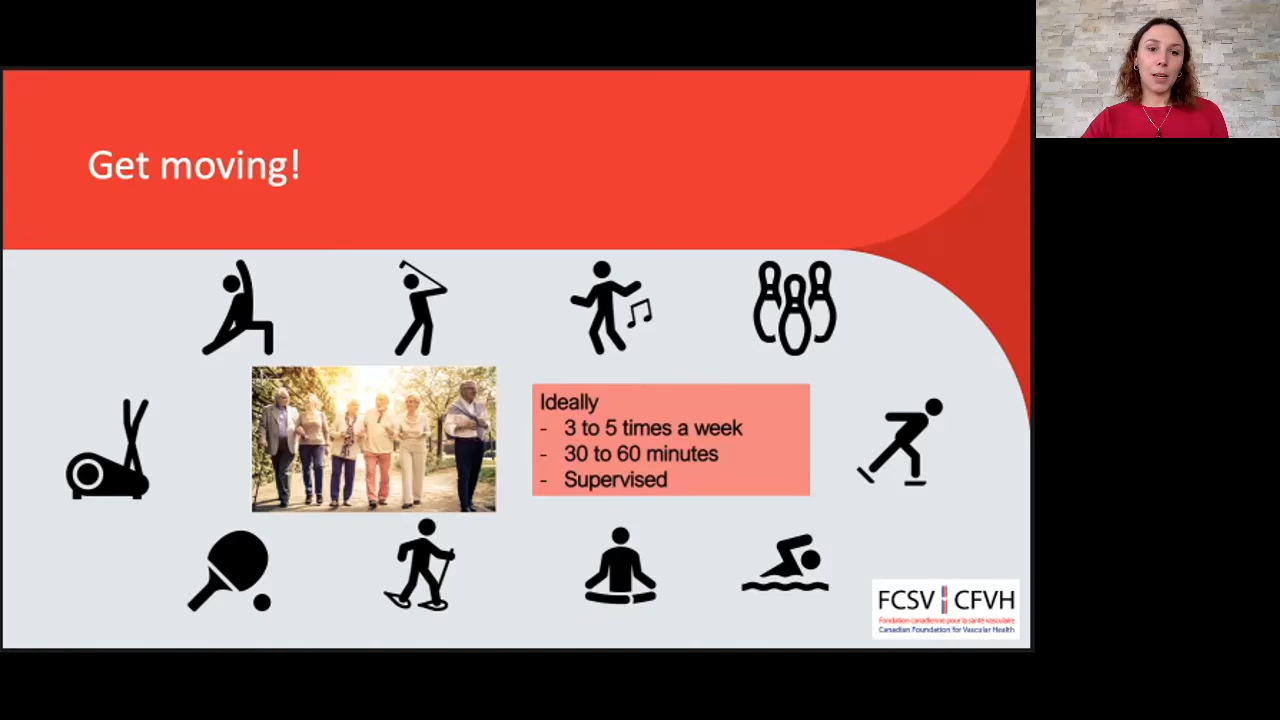 Get moving!
Ideally
- 3 to 5 times a week
- 30 to 60 minutes
- Supervised
FCSV CFVH
Fondation canadienne pour la santé vasculaire
Canadian Foundation for Vascular Health